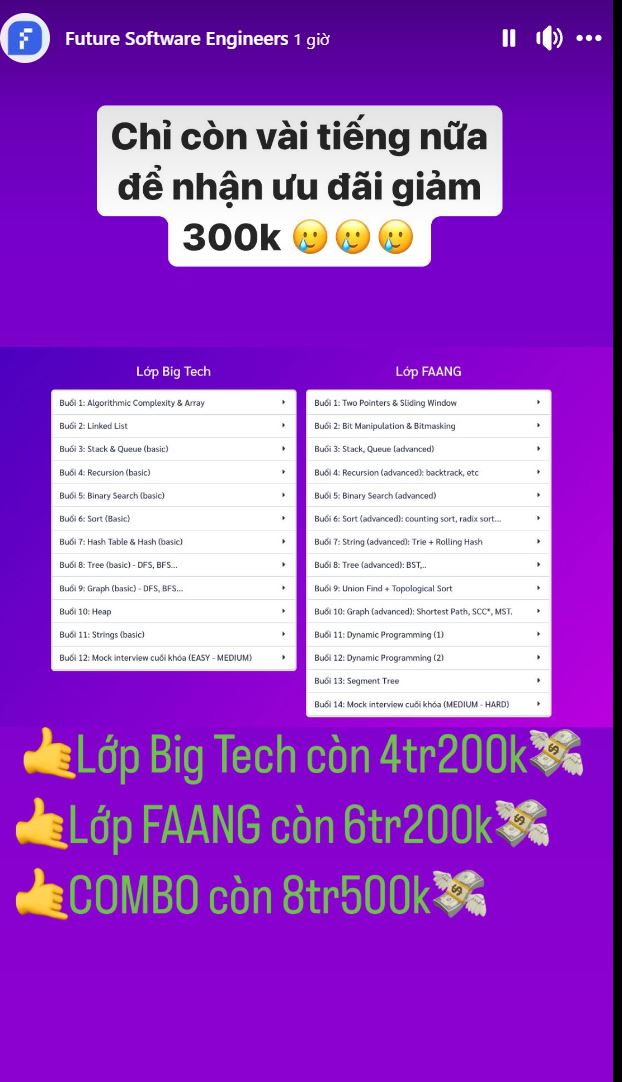 Future Software Engineers 1 giờ
Chỉ còn vài tiếng nữa
để nhận ưu đãi giảm
300k 🥲🥲🥲
Lớp Big Tech
Buổi 1: Algorithmic Complexity & Array
Buổi 2: Linked List
Buổi 3: Stack & Queue (basic)
Buổi 4: Recursion (basic)
Buổi 5: Binary Search (basic)
Buổi 6: Sort (Basic)
Buổi 7: Hash Table & Hash (basic)
Buổi 8: Tree (basic) - DFS, BFS...
Buổi 9: Graph (basic) - DFS, BFS...
Buổi 10: Heap
Buổi 11: Strings (basic)
Buổi 12: Mock interview cuối khóa (EASY - MEDIUM)
Lớp FAANG
Buổi 1: Two Pointers & Sliding Window
Buổi 2: Bit Manipulation & Bitmasking
Buổi 3: Stack, Queue (advanced)
Buổi 4: Recursion (advanced): backtrack, etc
Buổi 5: Binary Search (advanced)
Buổi 6: Sort (advanced): counting sort, radix sort...
Buổi 7: String (advanced): Trie + Rolling Hash
Buổi 8: Tree (advanced): BST,..
Buổi 9: Union Find + Topological Sort
Buổi 10: Graph (advanced): Shortest Path, SCC*, MST.
Buổi 11: Dynamic Programming (1)
Buổi 12: Dynamic Programming (2)
Buổi 13: Segment Tree
Buổi 14: Mock interview cuối khóa (MEDIUM - HARD)
🤙Lớp Big Tech còn 4tr200k💸
🤙Lớp FAANG còn 6tr200k💸
🤙COMBO còn 8tr500k💸